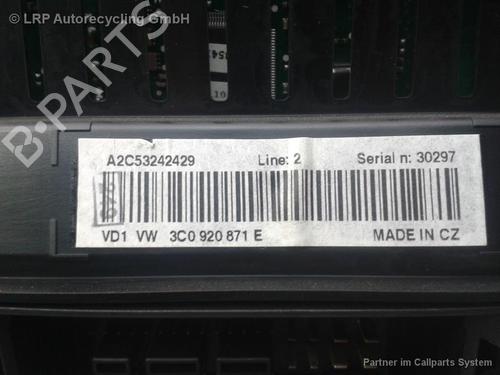 LRP Autorecycling GmbH
B-PARTS
A2C53242429 Line: 2 Serial n: 30297
VD1 VW 3C0 920 871 E MADE IN CZ
Partner im Callparts System